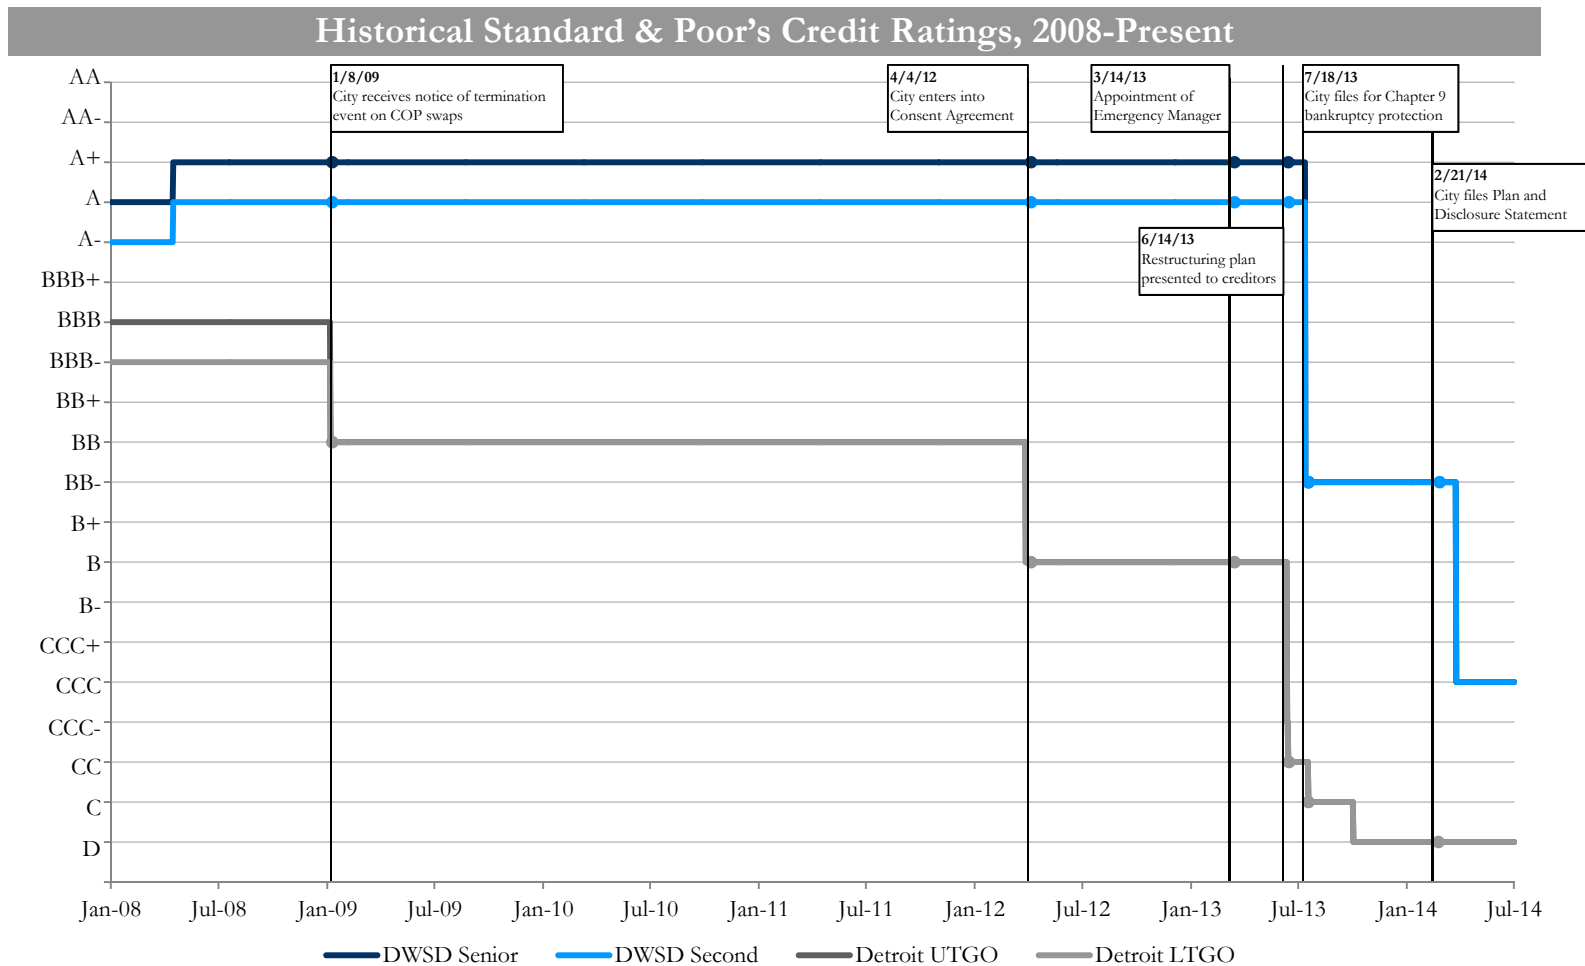 Historical Standard & Poor's Credit Ratings, 2008-Present
1/8/09
City receives notice of termination
event on COP swaps
4/4/12
City enters into
Consent Agreement
3/14/13
Appointment of
Emergency Manager
7/18/13
City files for Chapter 9
bankruptcy protection
2/21/14
City files Plan and
Disclosure Statement
6/14/13
Restructuring plan
presented to creditors
AA
AA-
A+
A
A-
BBB+
BBB
BBB-
BB+
BB
BB-
B+
B
B-
CCC+
CCC
CCC-
CC
C
D
Jan-08 Jul-08 Jan-09 Jul-09 Jan-10 Jul-10 Jan-11 Jul-11 Jan-12 Jul-12 Jan-13 Jul-13 Jan-14 Jul-14
DWSD Senior DWSD Second Detroit UTGO Detroit LTGO